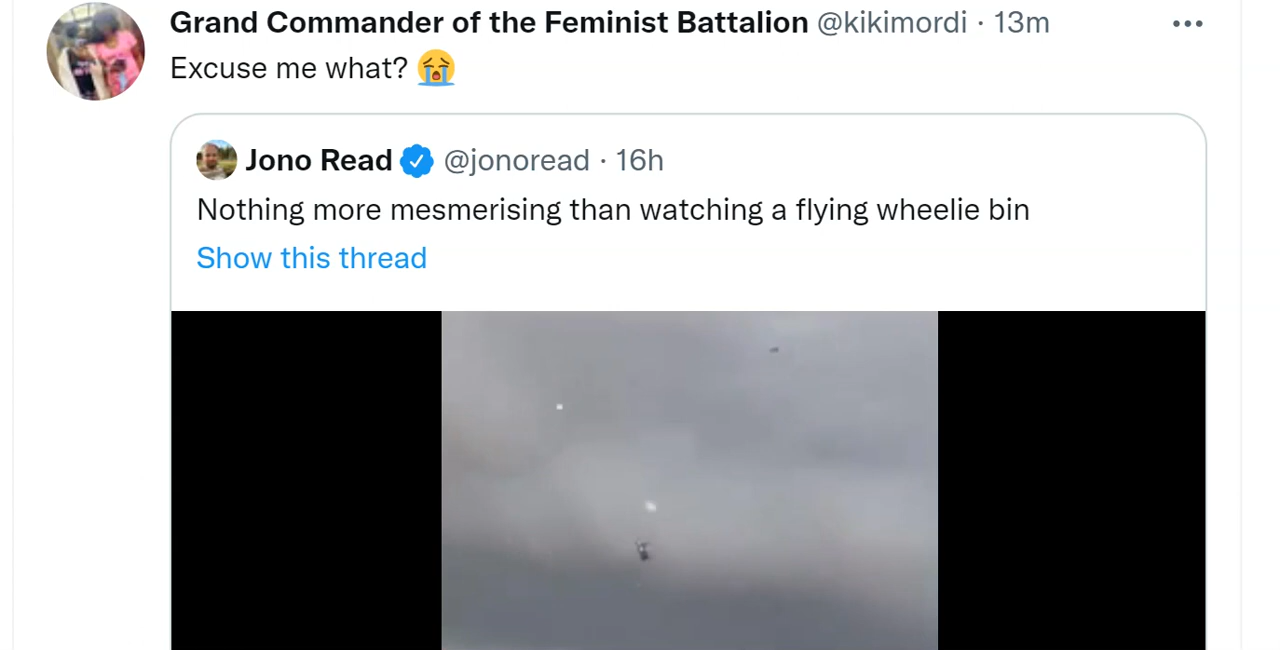 Grand Commander of the Feminist Battalion @kikimordi · 13m
Excuse me what? 😭
Jono Read @jonoread · 16h
Nothing more mesmerising than watching a flying wheelie bin
Show this thread